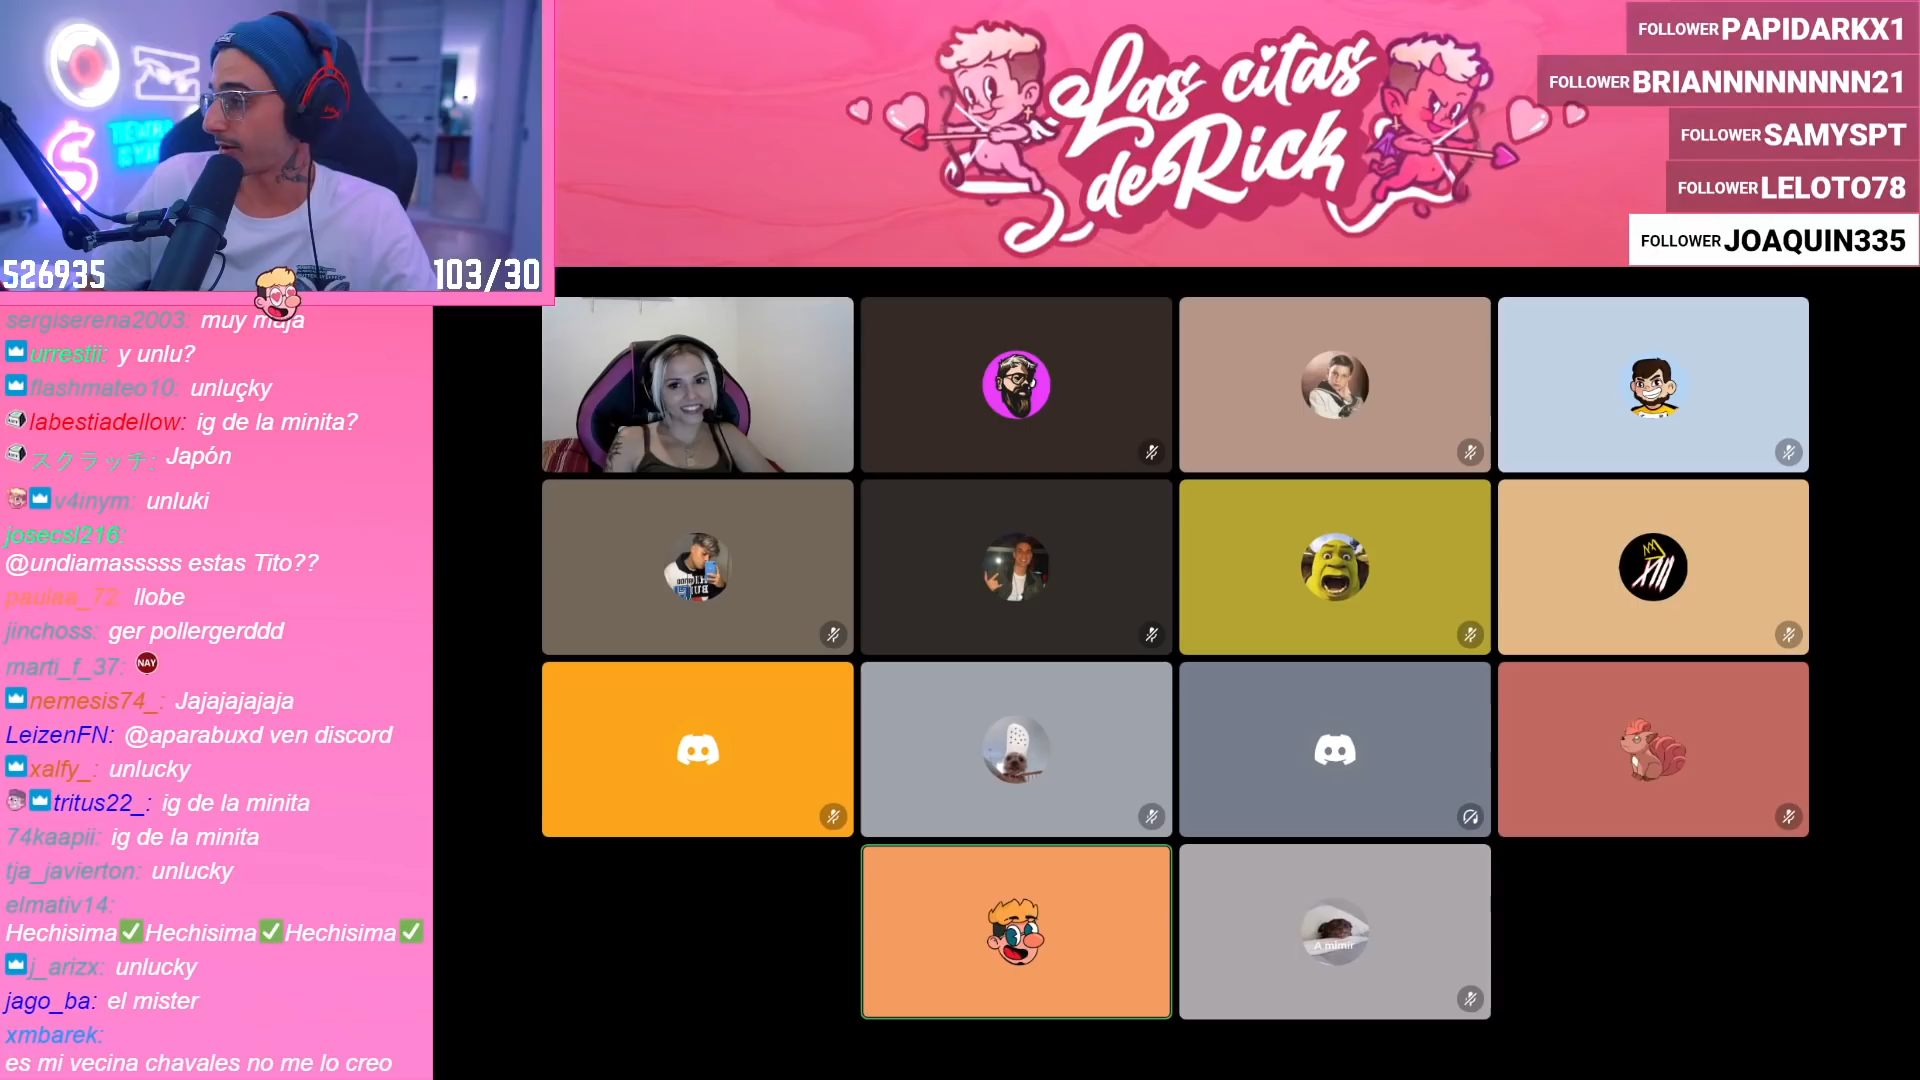 Las citas
de Rick
FOLLOWER PAPIDARKX1
FOLLOWER BRIANNNNNNNN21
FOLLOWER SAMYSPT
FOLLOWER LELOTO78
FOLLOWER JOAQUIN335
526935
103/30
sergiserena2003: muy maja
urrestii: y unlu?
flashmateo10: unluçky
labestiadellow: ig de la minita?
スクラッチ: Japón
v4inym: unluki
josecsl216:
@undiamasssss estas Tito??
paulaa_72: llobe
jinchoss: ger pollergerddd
marti_f_37: NAY
nemesis74_: Jajajajajaja
LeizenFN: @aparabuxd ven discord
xalfy_: unlucky
tritus22_: ig de la minita
74kaapii: ig de la minita
tja_javierton: unlucky
elmativ14:
Hechisima✅Hechisima✅Hechisima✅
j_arizx: unlucky
jago_ba: el mister
xmbarek:
es mi vecina chavales no me lo creo
XIII
A mimir